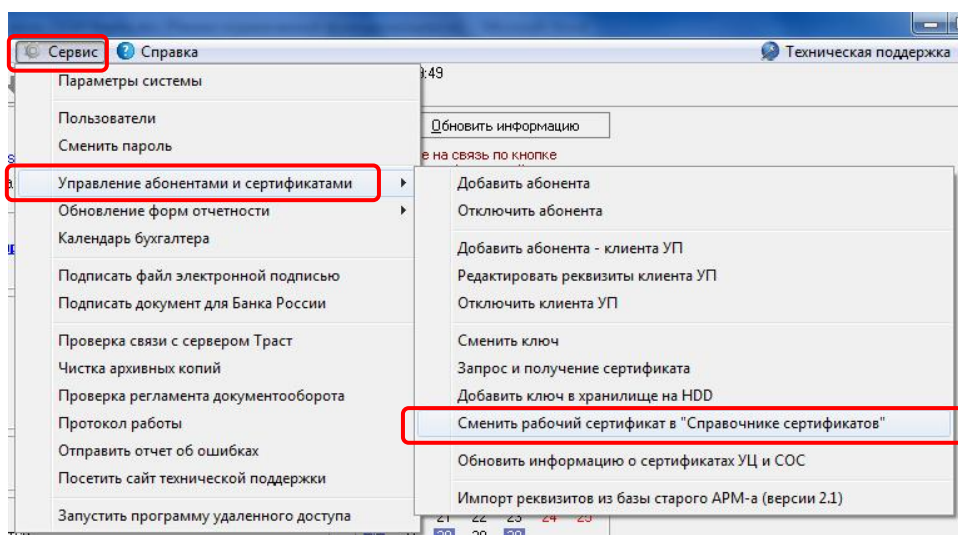 Сервис Справка Техническая поддержка
Параметры системы
:49
Пользователи
Обновить информацию
Сменить пароль
е на связь по кнопке
Управление абонентами и сертификатами
Обновление форм отчетности
Календарь бухгалтера
Подписать файл электронной подписью
Подписать документ для Банка России
Проверка связи с сервером Траст
Чистка архивных копий
Проверка регламента документооборота
Протокол работы
Отправить отчет об ошибках
Посетить сайт технической поддержки
Запустить программу удаленного доступа
Добавить абонента
Отключить абонента
Добавить абонента - клиента УП
Редактировать реквизиты клиента УП
Отключить клиента УП
Сменить ключ
Запрос и получение сертификата
Добавить ключ в хранилище на HDD
Сменить рабочий сертификат в "Справочнике сертификатов"
Обновить информацию о сертификатах УЦ и СОС
Импорт реквизитов из базы старого АРМ-а (версии 2.1)
21 22 23 24 25
28 29 30